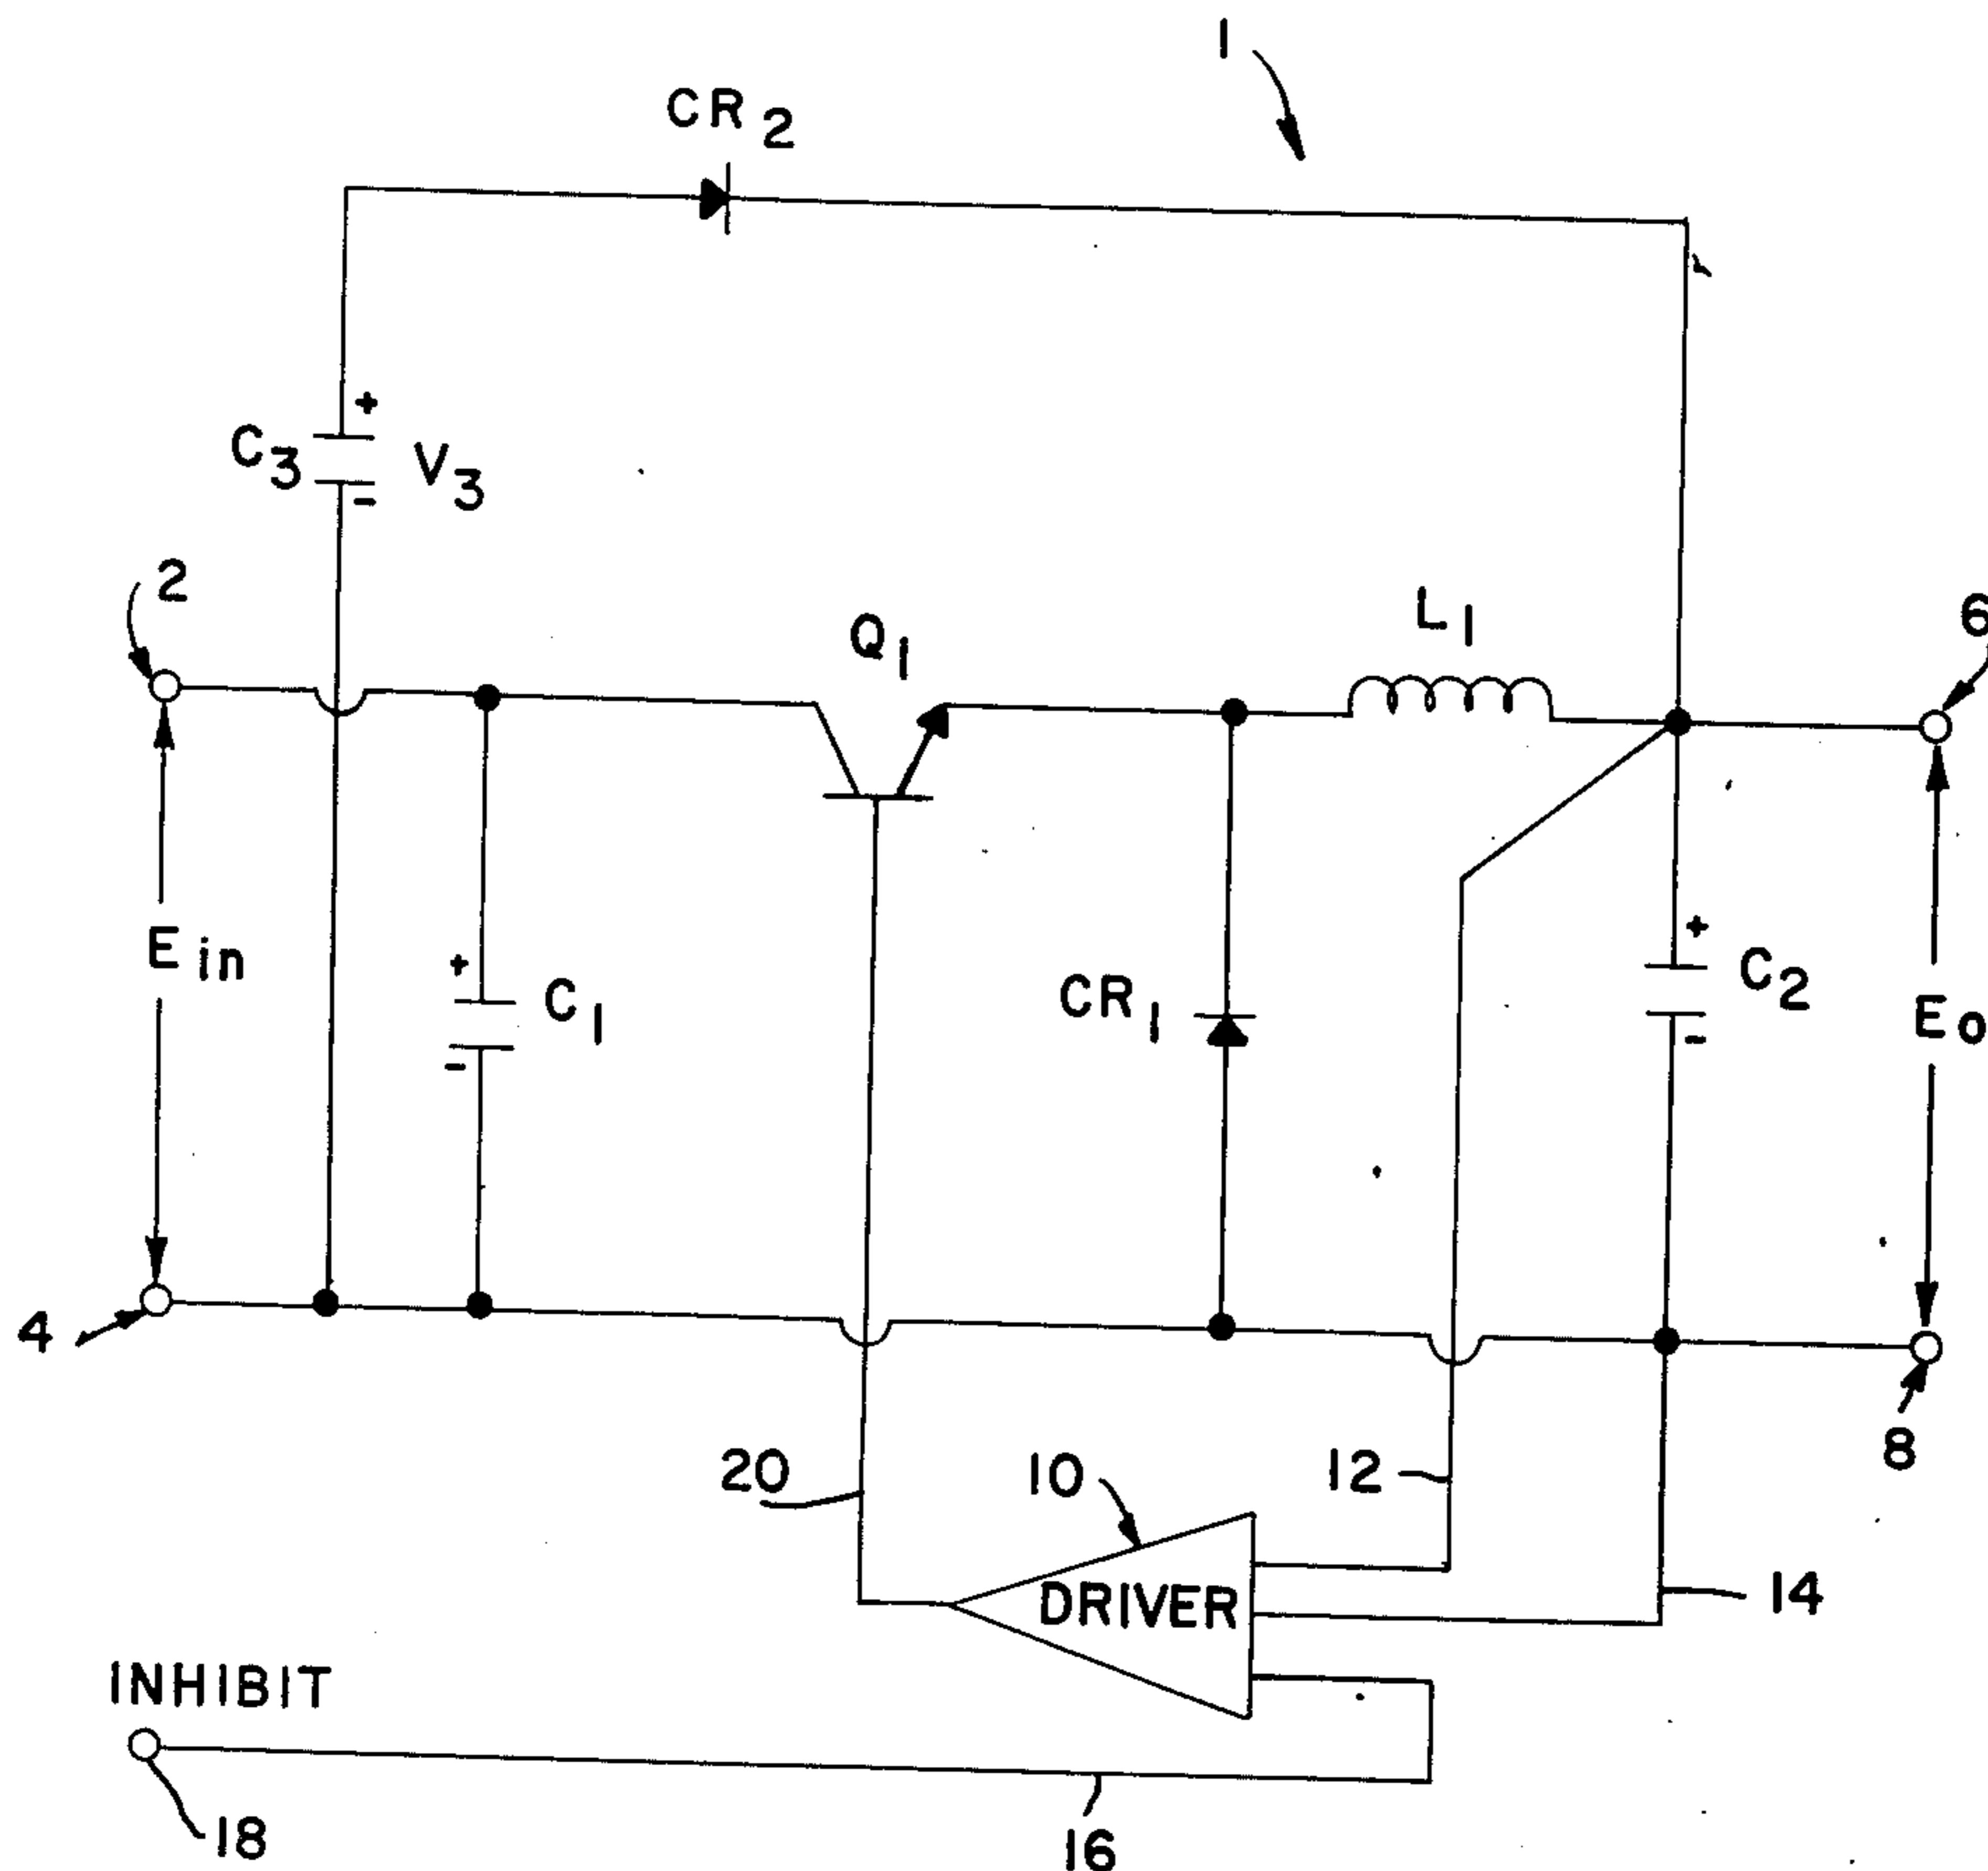 1
CR2
C3
+
V3
-
2
Q1
L1
6
Ein
+
C1
-
CR1
+
C2
-
Eo
4
20
10
12
8
DRIVER
14
INHIBIT
18
16